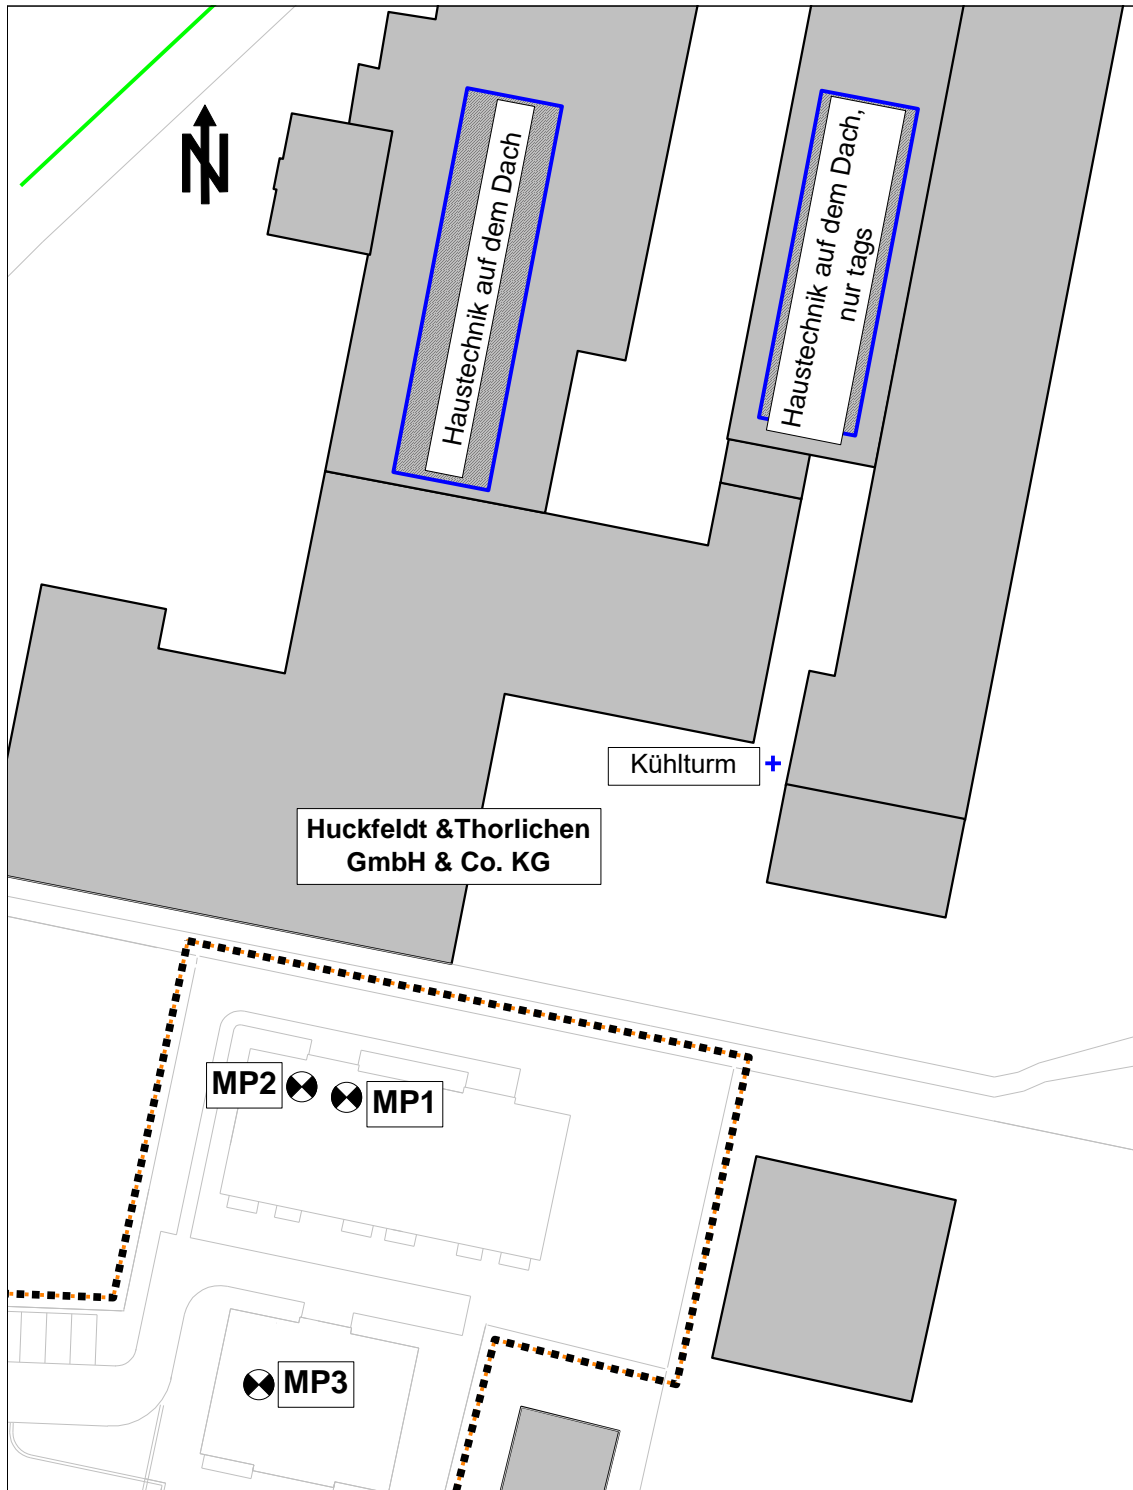 N
Haustechnik auf dem Dach
Haustechnik auf dem Dach,
nur tags
Kühlturm
Huckfeldt &Thorlichen
GmbH & Co. KG
MP2
MP1
MP3